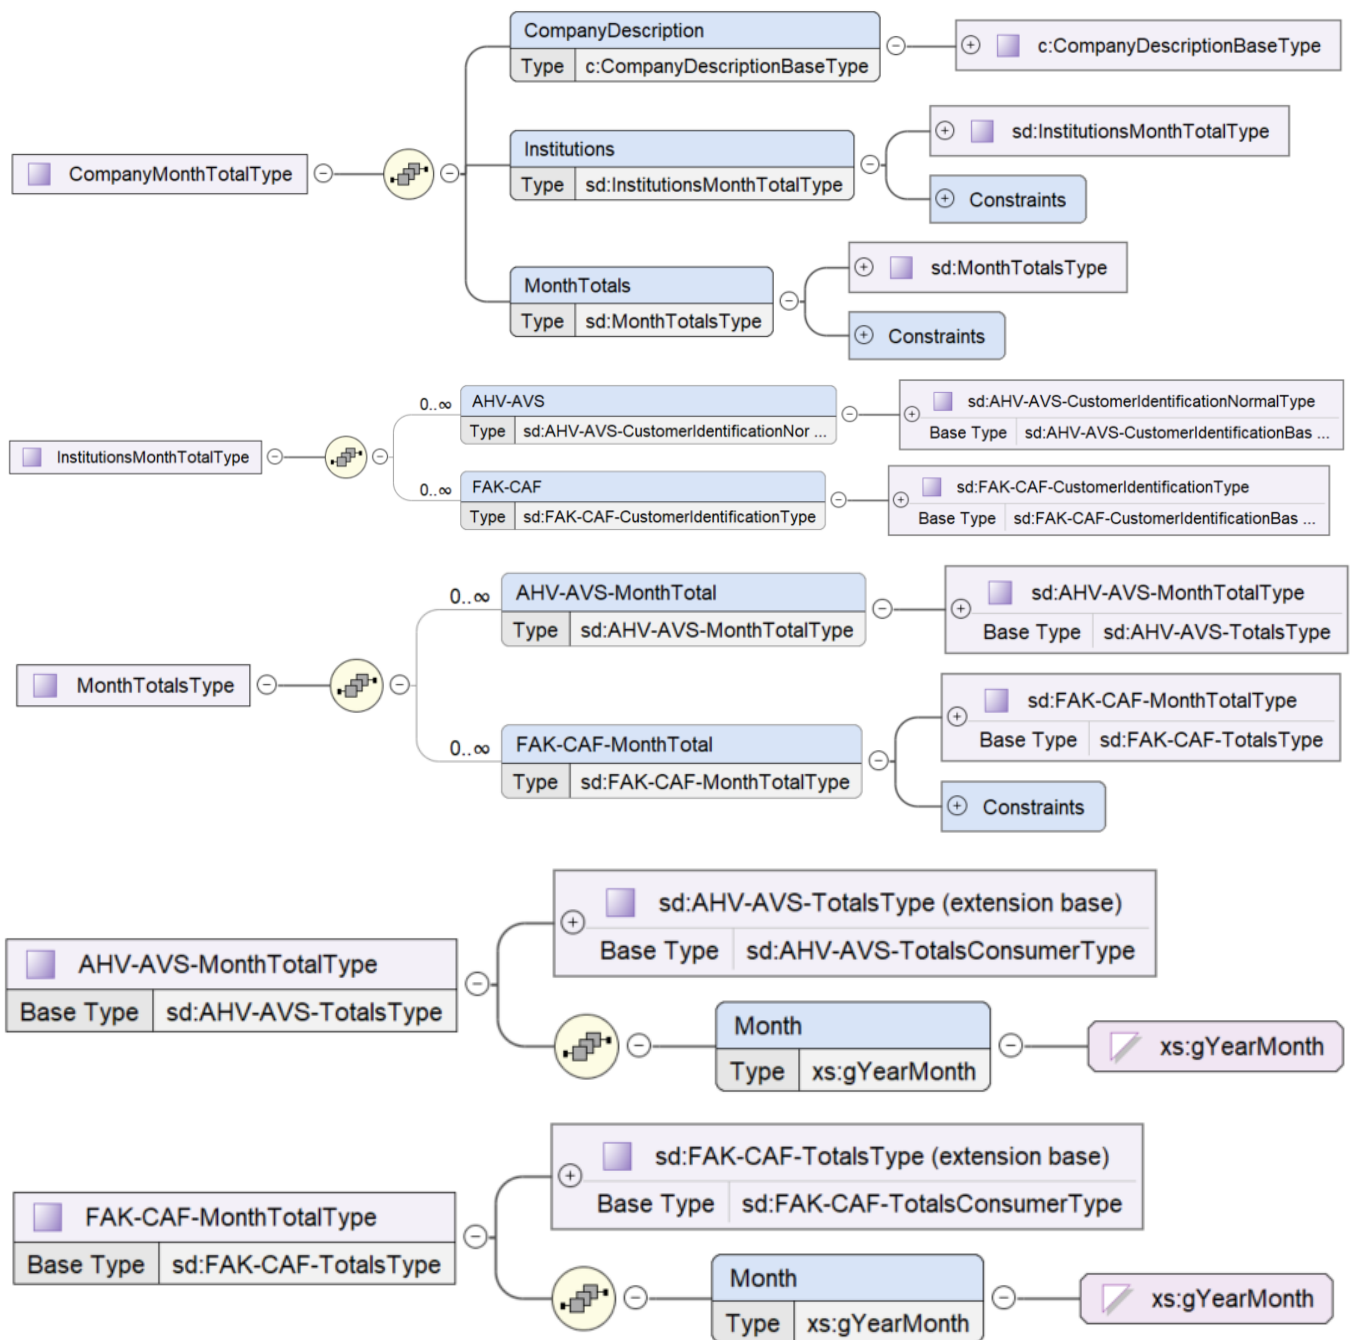 CompanyMonthTotalType
CompanyDescription
Type c:CompanyDescriptionBaseType
c:CompanyDescriptionBaseType
Institutions
Type sd:InstitutionsMonthTotalType
sd:InstitutionsMonthTotalType
Constraints
MonthTotals
Type sd:MonthTotalsType
sd:MonthTotalsType
Constraints
InstitutionsMonthTotalType
0..∞
AHV-AVS
Type sd:AHV-AVS-CustomerIdentificationNor ...
sd:AHV-AVS-CustomerIdentificationNormalType
Base Type sd:AHV-AVS-CustomerIdentificationBas ...
0..∞
FAK-CAF
Type sd:FAK-CAF-CustomerIdentificationType
sd:FAK-CAF-CustomerIdentificationType
Base Type sd:FAK-CAF-CustomerIdentificationBas ...
MonthTotalsType
0..∞
AHV-AVS-MonthTotal
Type sd:AHV-AVS-MonthTotalType
sd:AHV-AVS-MonthTotalType
Base Type sd:AHV-AVS-TotalsType
0..∞
FAK-CAF-MonthTotal
Type sd:FAK-CAF-MonthTotalType
sd:FAK-CAF-MonthTotalType
Base Type sd:FAK-CAF-TotalsType
Constraints
AHV-AVS-MonthTotalType
Base Type sd:AHV-AVS-TotalsType
sd:AHV-AVS-TotalsType (extension base)
Base Type sd:AHV-AVS-TotalsConsumerType
Month
Type xs:gYearMonth
xs:gYearMonth
FAK-CAF-MonthTotalType
Base Type sd:FAK-CAF-TotalsType
sd:FAK-CAF-TotalsType (extension base)
Base Type sd:FAK-CAF-TotalsConsumerType
Month
Type xs:gYearMonth
xs:gYearMonth